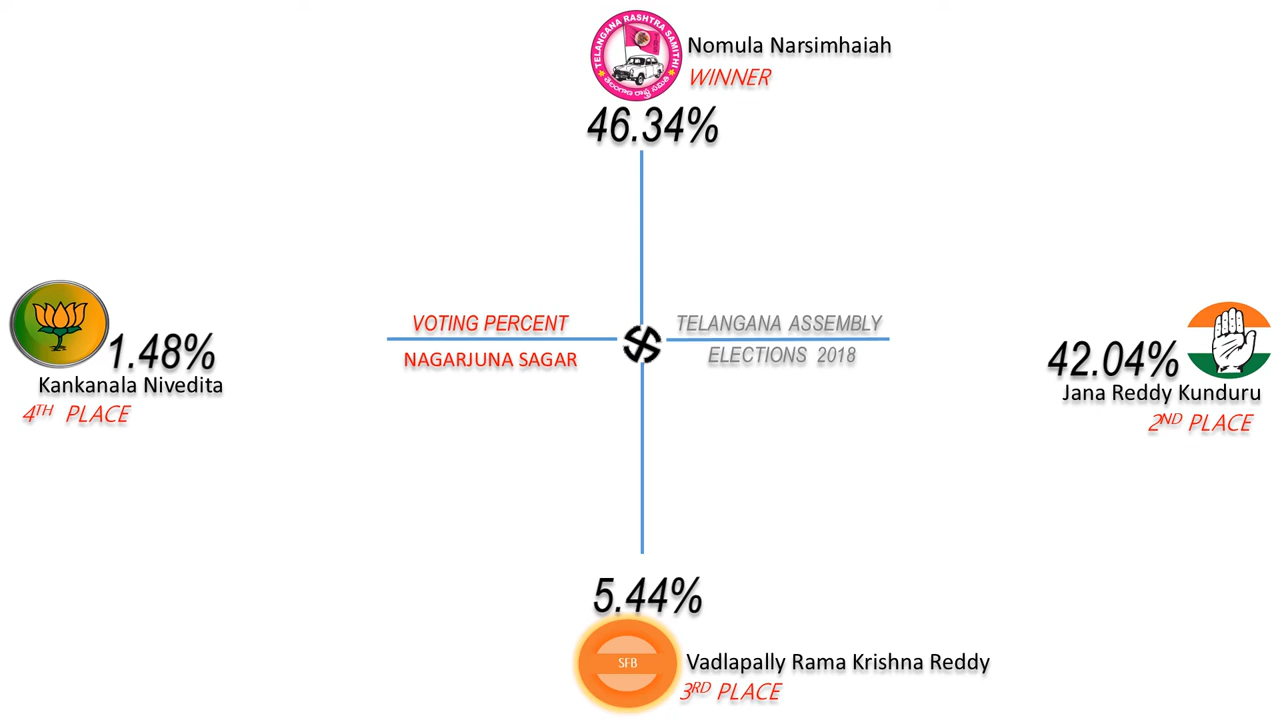 TELANGANA RASHTRA SAMITHI
తెలంగాణ రాష్ట్ర సమితి
Nomula Narsimhaiah
WINNER
46.34%
VOTING PERCENT
NAGARJUNA SAGAR
TELANGANA ASSEMBLY
ELECTIONS 2018
1.48%
Kankanala Nivedita
4TH PLACE
42.04%
Jana Reddy Kunduru
2ND PLACE
5.44%
SFB
Vadlapally Rama Krishna Reddy
3RD PLACE